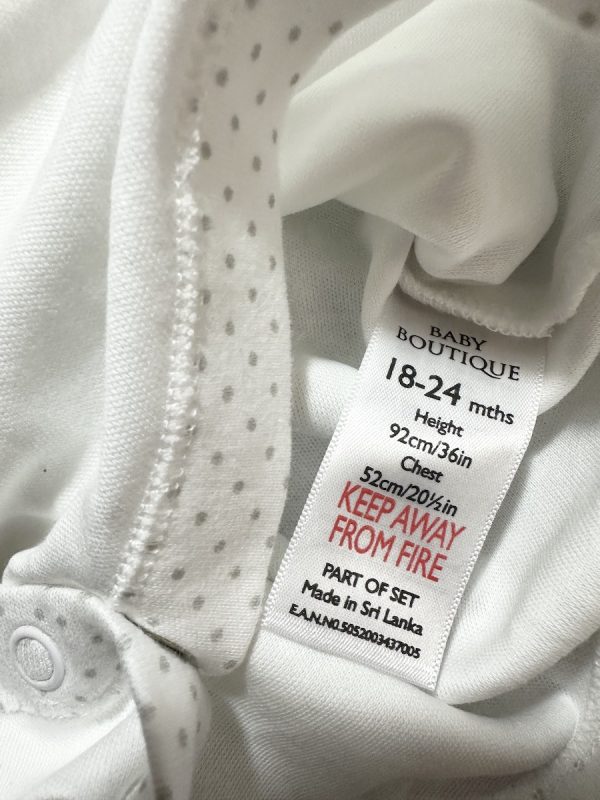 BABY
BOUTIQUE
18-24 mths
Height
92cm/36in
Chest
52cm/20½in
KEEP AWAY
FROM FIRE
PART OF SET
Made in Sri Lanka
E.A.N.NO.5052003437005